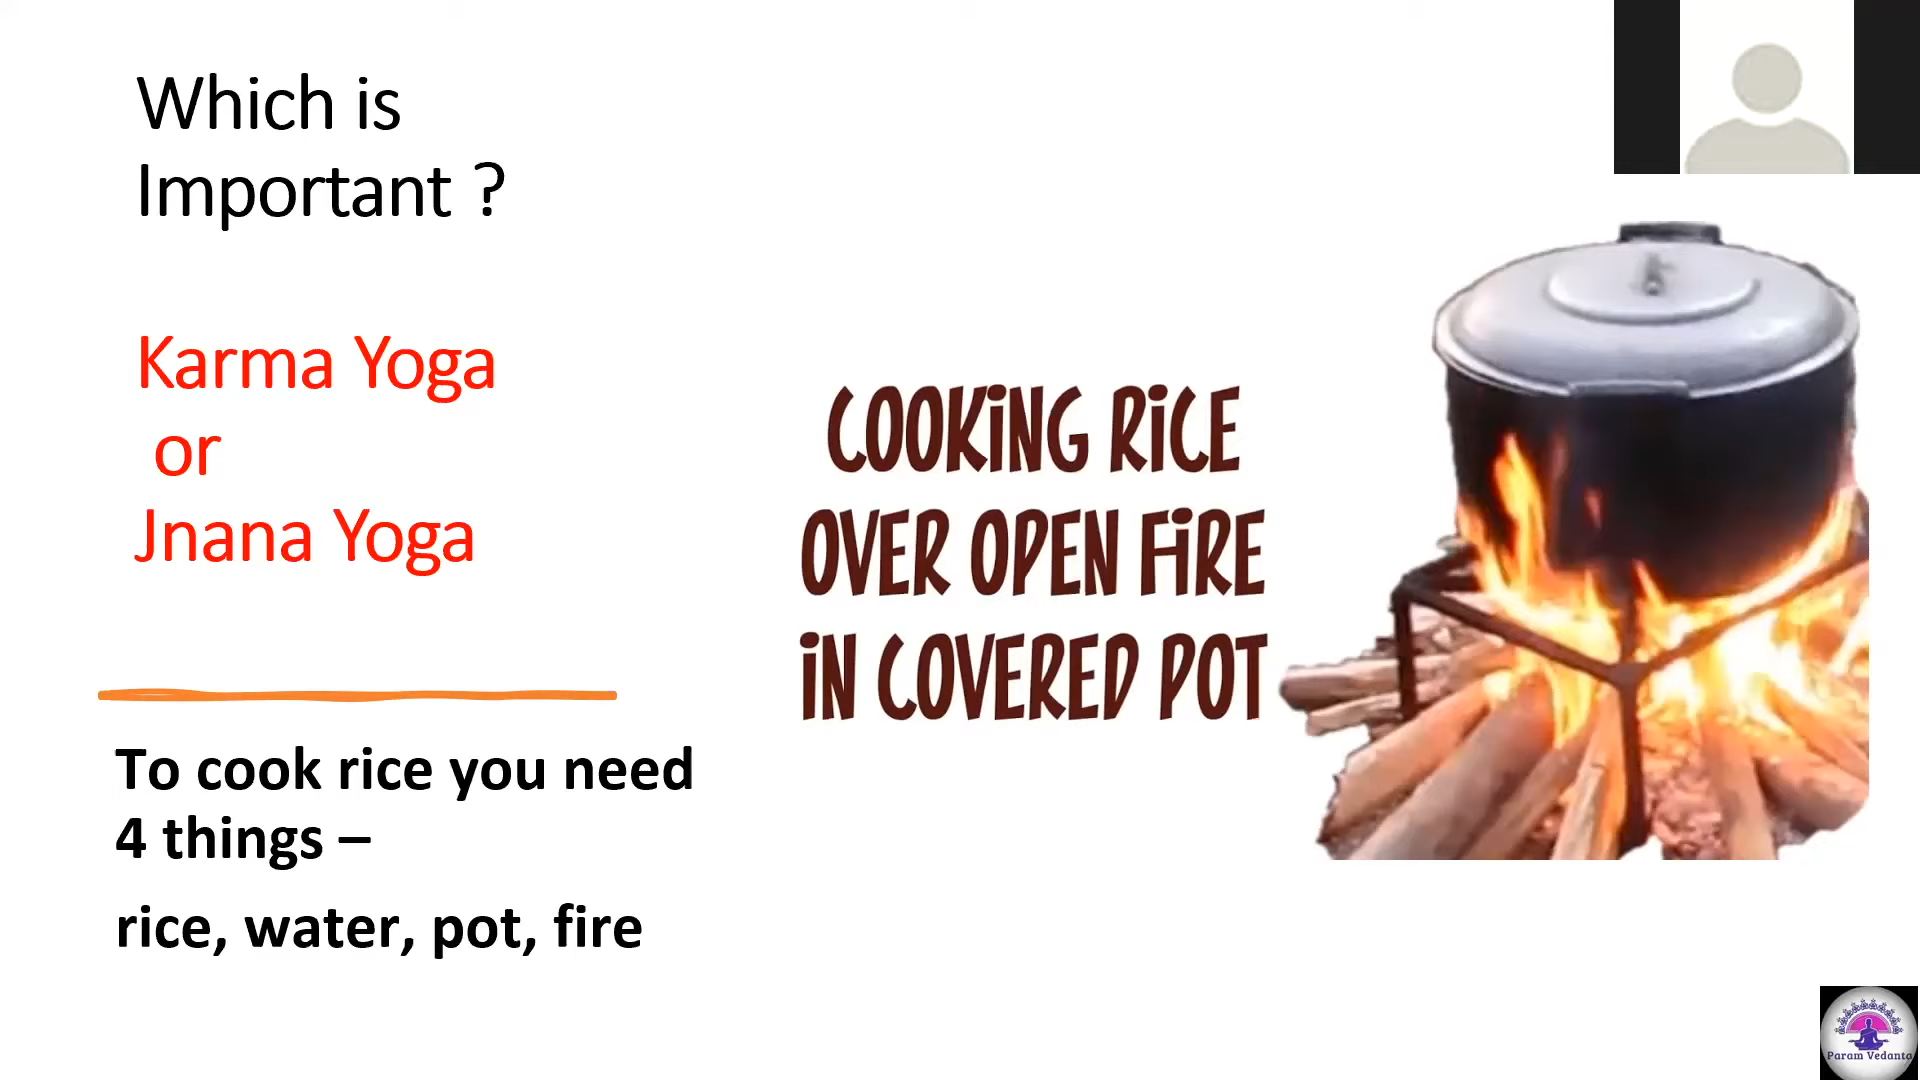 Which is
Important ?
Karma Yoga
or
Jnana Yoga
To cook rice you need
4 things –
rice, water, pot, fire
COOKiNG RiCE
OVER OPEN FiRE
iN COVERED POT
Param Vedanta